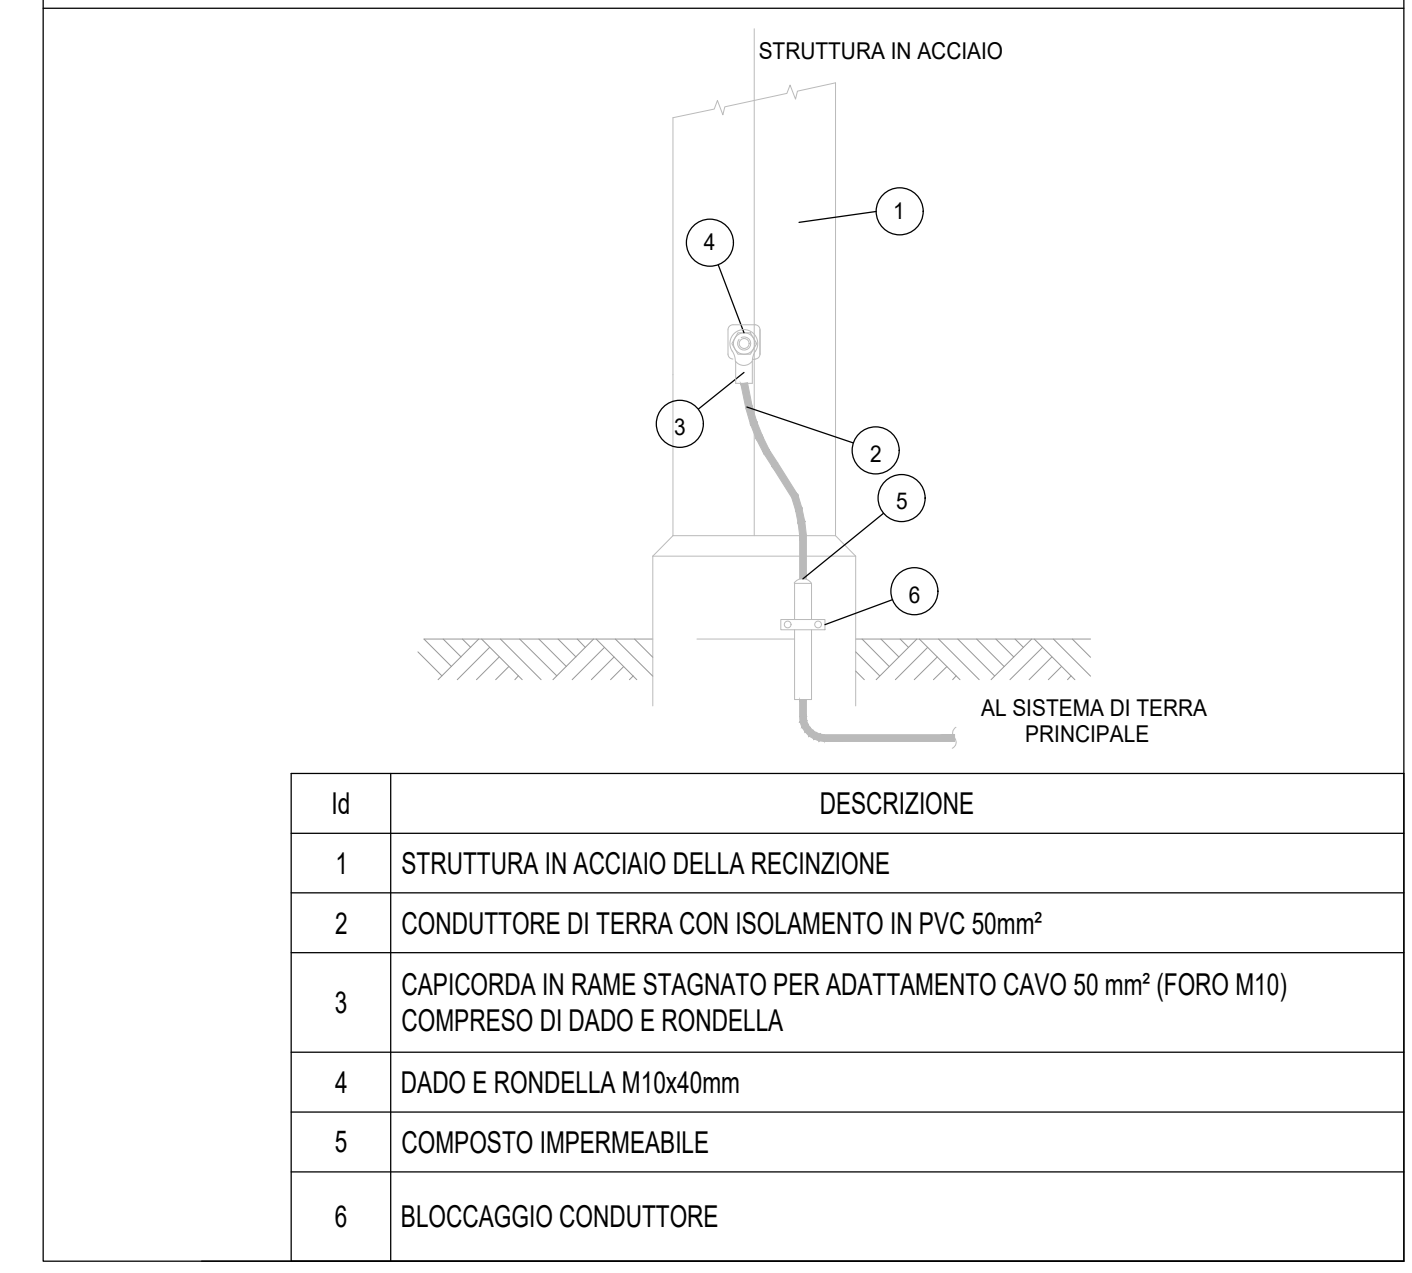 STRUTTURA IN ACCIAIO
1
4
3
2
5
6
AL SISTEMA DI TERRA
PRINCIPALE
Id DESCRIZIONE
1 STRUTTURA IN ACCIAIO DELLA RECINZIONE
2 CONDUTTORE DI TERRA CON ISOLAMENTO IN PVC 50mm²
3 CAPICORDA IN RAME STAGNATO PER ADATTAMENTO CAVO 50 mm² (FORO M10)
COMPRESO DI DADO E RONDELLA
4 DADO E RONDELLA M10x40mm
5 COMPOSTO IMPERMEABILE
6 BLOCCAGGIO CONDUTTORE